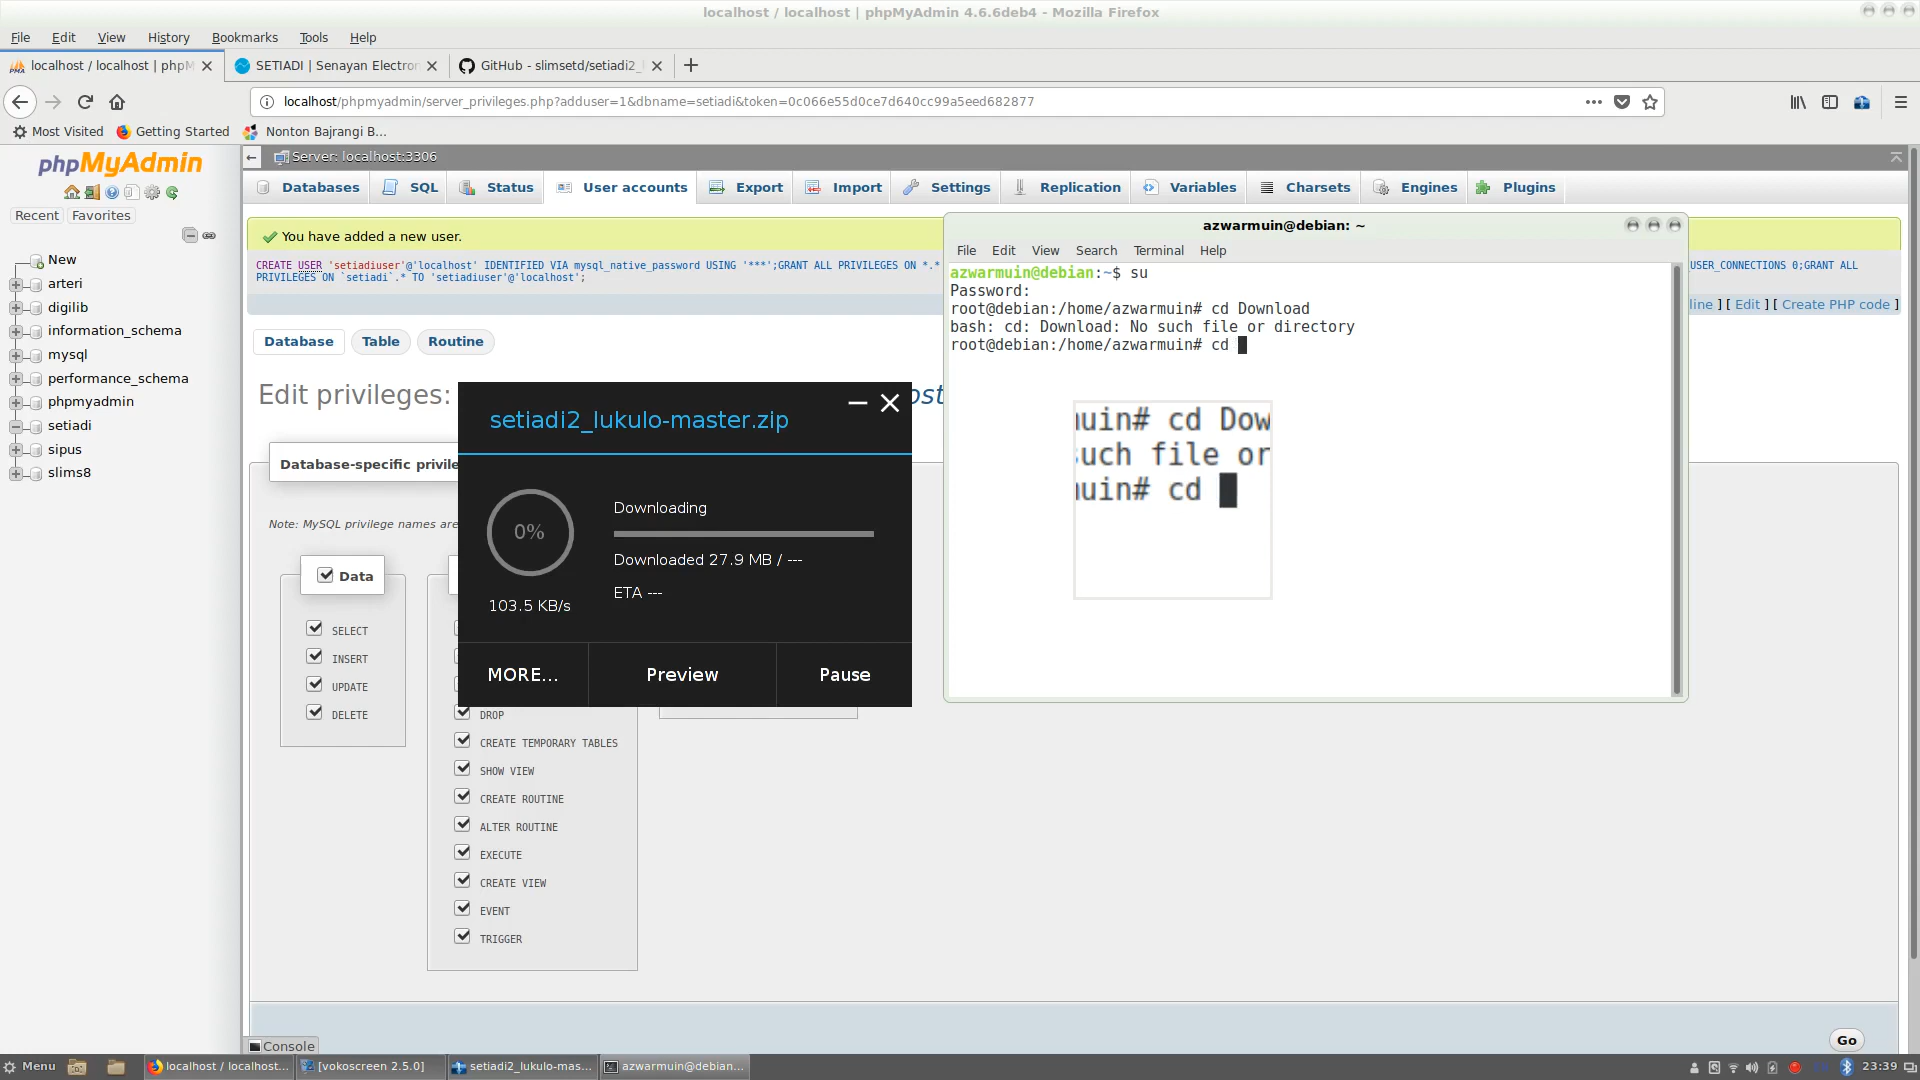 localhost / localhost | phpMyAdmin 4.6.6deb4 - Mozilla Firefox
File Edit View History Bookmarks Tools Help
localhost / localhost | phpM
SETIADI | Senayan Electron
GitHub - slimsetd/setiadi2_l
localhost/phpmyadmin/server_privileges.php?adduser=1&dbname=setiadi&token=0c066e55d0ce7d640cc99a5eed682877
Most Visited Getting Started Nonton Bajrangi B...
phpMyAdmin
Recent Favorites
New
arteri
digilib
information_schema
mysql
performance_schema
phpmyadmin
setiadi
sipus
slims8
Server: localhost:3306
Databases SQL Status User accounts Export Import Settings Replication Variables Charsets Engines Plugins
You have added a new user.
CREATE USER 'setiadiuser'@'localhost' IDENTIFIED VIA mysql_native_password USING '***';GRANT ALL PRIVILEGES ON *.*
USER_CONNECTIONS 0;GRANT ALL
PRIVILEGES ON `setiadi`.* TO 'setiadiuser'@'localhost';
line ] [ Edit ] [ Create PHP code ]
Database Table Routine
Edit privileges:
ost
Database-specific privile
Note: MySQL privilege names are
Data
SELECT
INSERT
UPDATE
DELETE
DROP
CREATE TEMPORARY TABLES
SHOW VIEW
CREATE ROUTINE
ALTER ROUTINE
EXECUTE
CREATE VIEW
EVENT
TRIGGER
Go
Console
setiadi2_lukulo-master.zip
0%
103.5 KB/s
Downloading
Downloaded 27.9 MB / ---
ETA ---
MORE... Preview Pause
azwarmuin@debian: ~
File Edit View Search Terminal Help
azwarmuin@debian:~$ su
Password:
root@debian:/home/azwarmuin# cd Download
bash: cd: Download: No such file or directory
root@debian:/home/azwarmuin# cd
muin# cd Dow
such file or
muin# cd
Menu
localhost / localhost...
[vokoscreen 2.5.0]
setiadi2_lukulo-mas...
azwarmuin@debian...
23:39